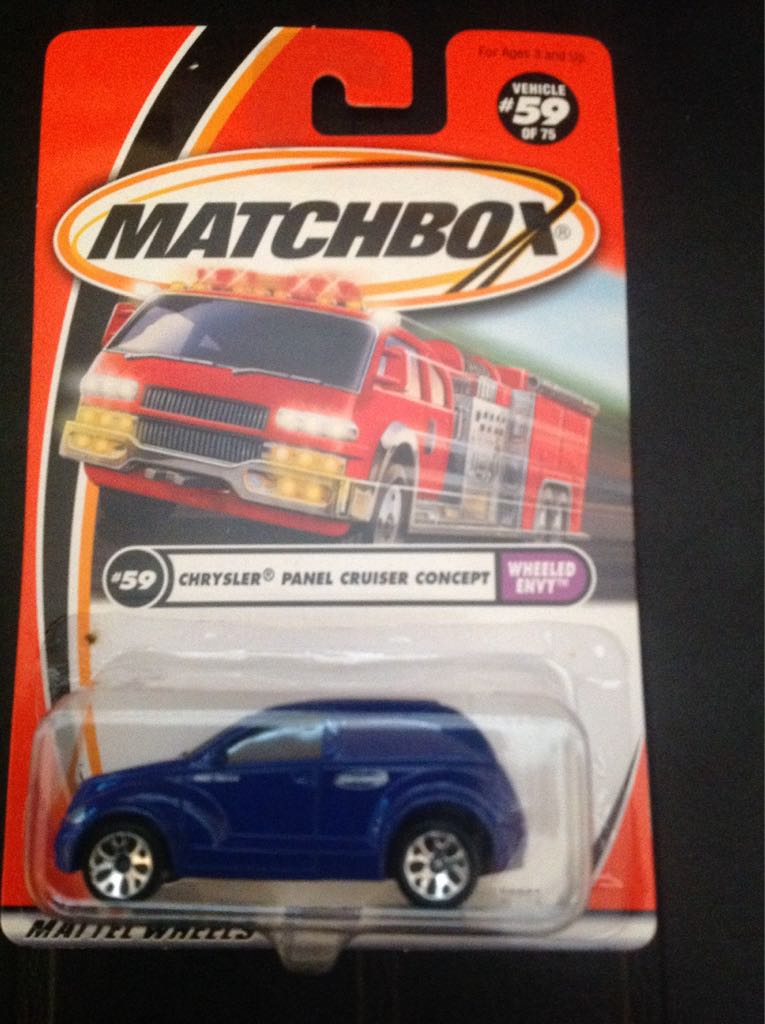 For Ages 3 and Up
VEHICLE
#59
OF 75
MATCHBOX®
#59
CHRYSLER® PANEL CRUISER CONCEPT
WHEELED
ENVY™
MATTEL WHEELS